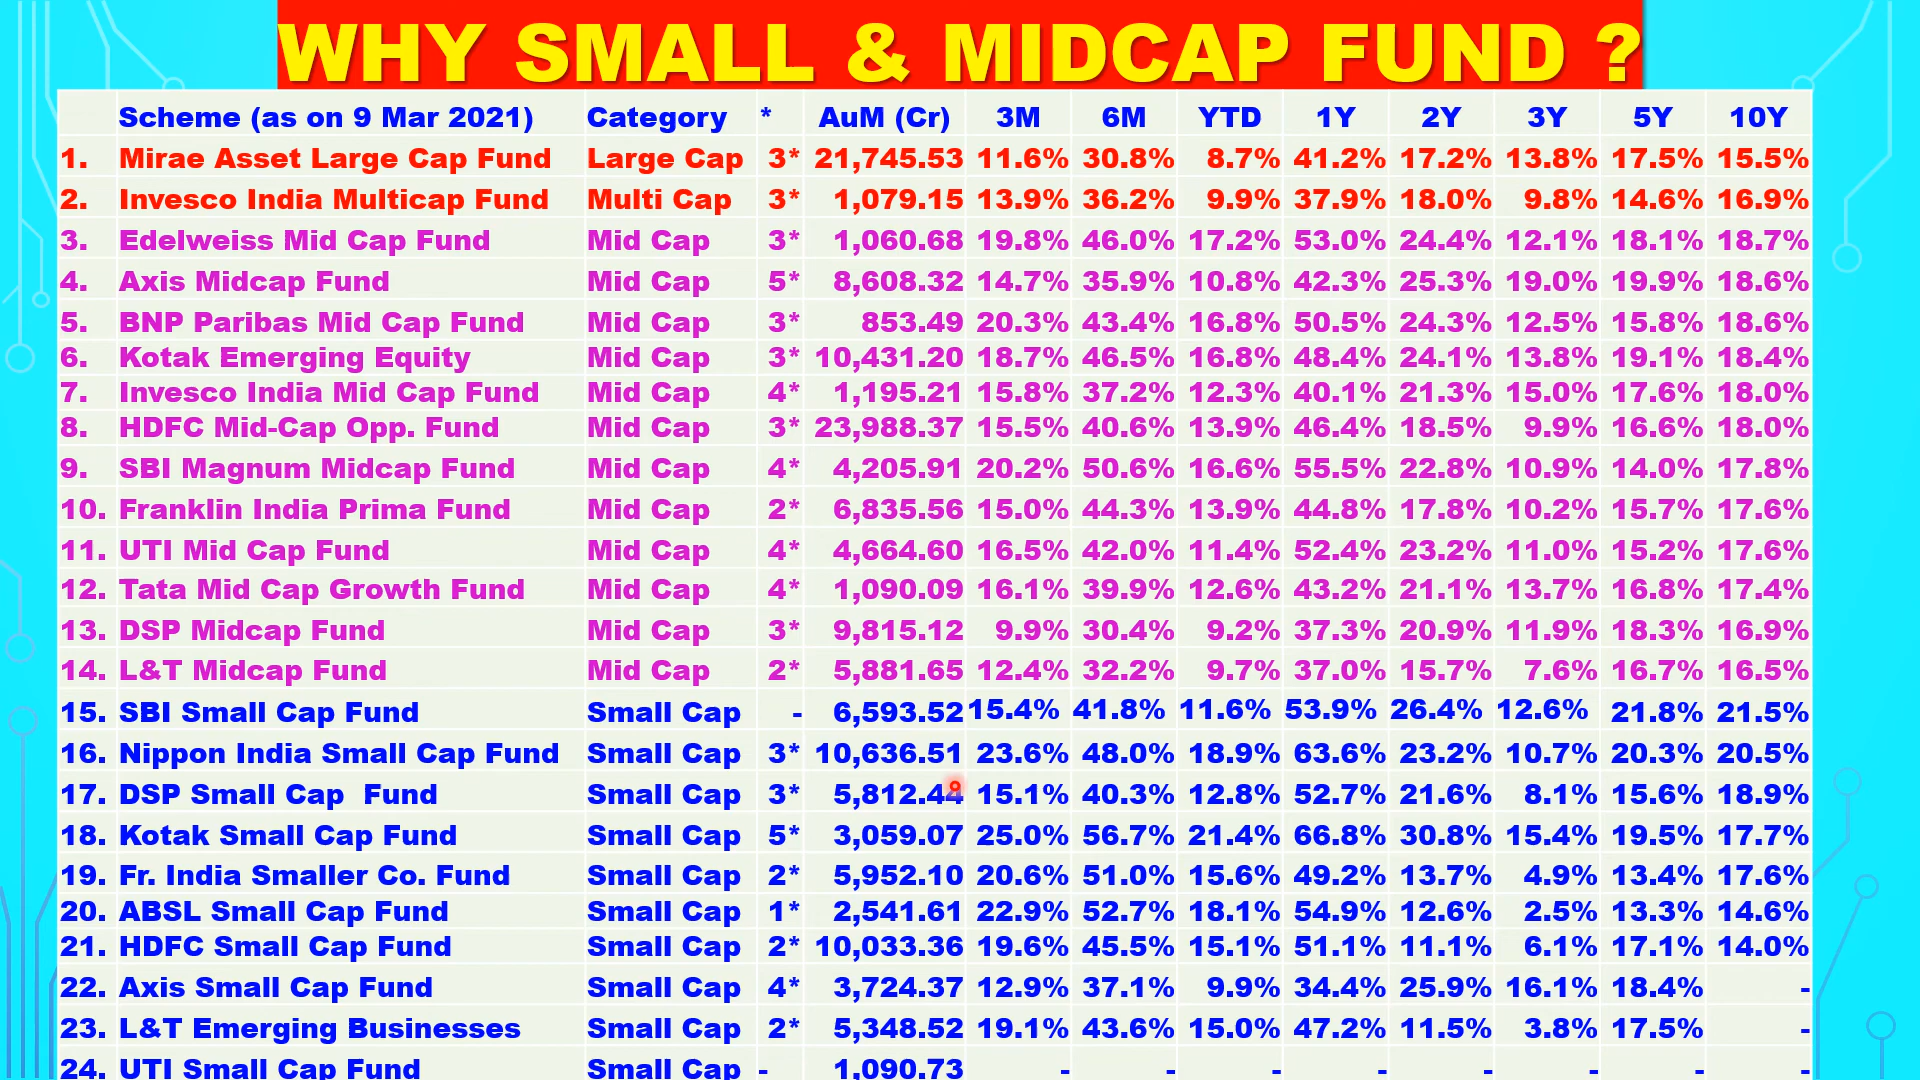 WHY SMALL & MIDCAP FUND ?
Scheme (as on 9 Mar 2021) Category * AuM (Cr) 3M 6M YTD 1Y 2Y 3Y 5Y 10Y
1. Mirae Asset Large Cap Fund Large Cap 3* 21,745.53 11.6% 30.8% 8.7% 41.2% 17.2% 13.8% 17.5% 15.5%
2. Invesco India Multicap Fund Multi Cap 3* 1,079.15 13.9% 36.2% 9.9% 37.9% 18.0% 9.8% 14.6% 16.9%
3. Edelweiss Mid Cap Fund Mid Cap 3* 1,060.68 19.8% 46.0% 17.2% 53.0% 24.4% 12.1% 18.1% 18.7%
4. Axis Midcap Fund Mid Cap 5* 8,608.32 14.7% 35.9% 10.8% 42.3% 25.3% 19.0% 19.9% 18.6%
5. BNP Paribas Mid Cap Fund Mid Cap 3* 853.49 20.3% 43.4% 16.8% 50.5% 24.3% 12.5% 15.8% 18.6%
6. Kotak Emerging Equity Mid Cap 3* 10,431.20 18.7% 46.5% 16.8% 48.4% 24.1% 13.8% 19.1% 18.4%
7. Invesco India Mid Cap Fund Mid Cap 4* 1,195.21 15.8% 37.2% 12.3% 40.1% 21.3% 15.0% 17.6% 18.0%
8. HDFC Mid-Cap Opp. Fund Mid Cap 3* 23,988.37 15.5% 40.6% 13.9% 46.4% 18.5% 9.9% 16.6% 18.0%
9. SBI Magnum Midcap Fund Mid Cap 4* 4,205.91 20.2% 50.6% 16.6% 55.5% 22.8% 10.9% 14.0% 17.8%
10. Franklin India Prima Fund Mid Cap 2* 6,835.56 15.0% 44.3% 13.9% 44.8% 17.8% 10.2% 15.7% 17.6%
11. UTI Mid Cap Fund Mid Cap 4* 4,664.60 16.5% 42.0% 11.4% 52.4% 23.2% 11.0% 15.2% 17.6%
12. Tata Mid Cap Growth Fund Mid Cap 4* 1,090.09 16.1% 39.9% 12.6% 43.2% 21.1% 13.7% 16.8% 17.4%
13. DSP Midcap Fund Mid Cap 3* 9,815.12 9.9% 30.4% 9.2% 37.3% 20.9% 11.9% 18.3% 16.9%
14. L&T Midcap Fund Mid Cap 2* 5,881.65 12.4% 32.2% 9.7% 37.0% 15.7% 7.6% 16.7% 16.5%
15. SBI Small Cap Fund Small Cap - 6,593.52 15.4% 41.8% 11.6% 53.9% 26.4% 12.6% 21.8% 21.5%
16. Nippon India Small Cap Fund Small Cap 3* 10,636.51 23.6% 48.0% 18.9% 63.6% 23.2% 10.7% 20.3% 20.5%
17. DSP Small Cap Fund Small Cap 3* 5,812.44 15.1% 40.3% 12.8% 52.7% 21.6% 8.1% 15.6% 18.9%
18. Kotak Small Cap Fund Small Cap 5* 3,059.07 25.0% 56.7% 21.4% 66.8% 30.8% 15.4% 19.5% 17.7%
19. Fr. India Smaller Co. Fund Small Cap 2* 5,952.10 20.6% 51.0% 15.6% 49.2% 13.7% 4.9% 13.4% 17.6%
20. ABSL Small Cap Fund Small Cap 1* 2,541.61 22.9% 52.7% 18.1% 54.9% 12.6% 2.5% 13.3% 14.6%
21. HDFC Small Cap Fund Small Cap 2* 10,033.36 19.6% 45.5% 15.1% 51.1% 11.1% 6.1% 17.1% 14.0%
22. Axis Small Cap Fund Small Cap 4* 3,724.37 12.9% 37.1% 9.9% 34.4% 25.9% 16.1% 18.4% -
23. L&T Emerging Businesses Small Cap 2* 5,348.52 19.1% 43.6% 15.0% 47.2% 11.5% 3.8% 17.5% -
24. UTI Small Cap Fund Small Cap - 1,090.73 - - - - - - - -